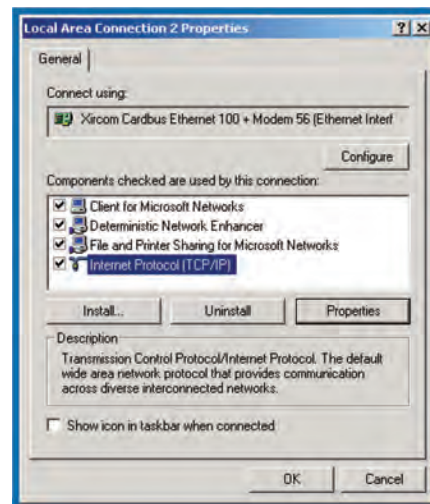 Local Area Connection 2 Properties
? X
General
Connect using:
Xircom Cardbus Ethernet 100 + Modem 56 (Ethernet Interf
Configure
Components checked are used by this connection:
Client for Microsoft Networks
Deterministic Network Enhancer
File and Printer Sharing for Microsoft Networks
Internet Protocol (TCP/IP)
Install... Uninstall Properties
Description
Transmission Control Protocol/Internet Protocol. The default
wide area network protocol that provides communication
across diverse interconnected networks.
Show icon in taskbar when connected
OK Cancel